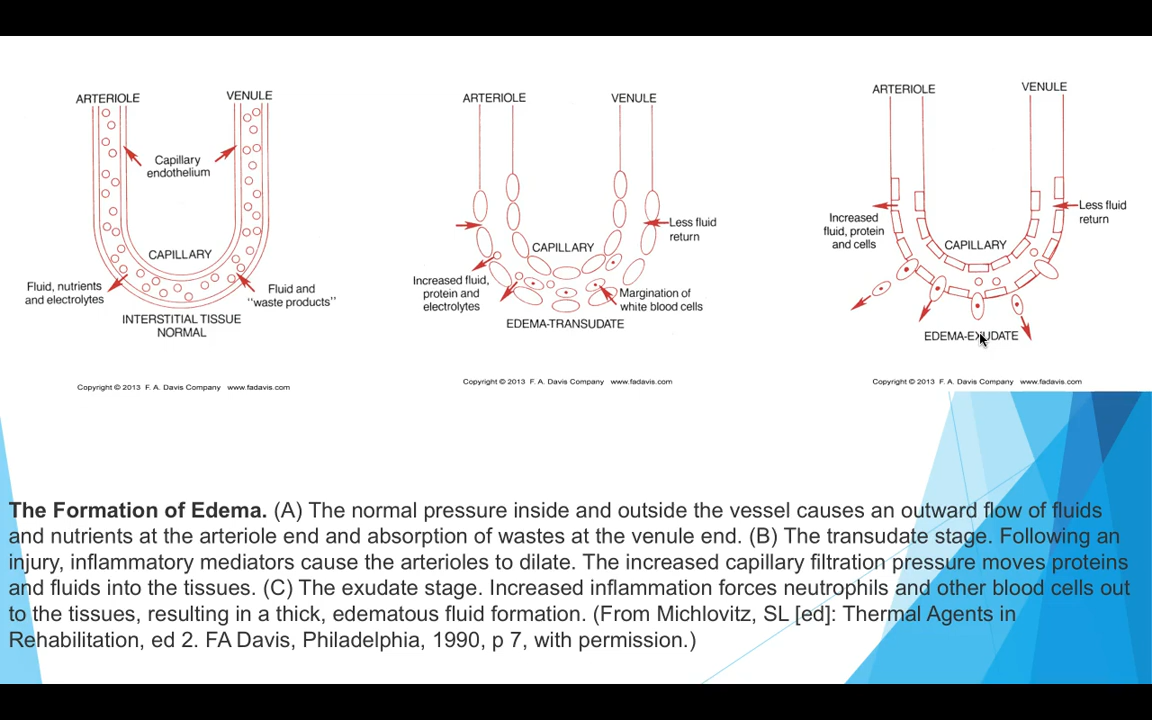 ARTERIOLE
VENULE
Capillary
endothelium
CAPILLARY
Fluid, nutrients
and electrolytes
Fluid and
"waste products"
INTERSTITIAL TISSUE
NORMAL
Copyright © 2013 F. A. Davis Company www.fadavis.com
ARTERIOLE
VENULE
Less fluid
return
CAPILLARY
Increased fluid,
protein and
electrolytes
Margination of
white blood cells
EDEMA-TRANSUDATE
Copyright © 2013 F. A. Davis Company www.fadavis.com
ARTERIOLE
VENULE
Increased
fluid, protein
and cells
Less fluid
return
CAPILLARY
EDEMA-EXUDATE
Copyright © 2013 F. A. Davis Company www.fadavis.com
The Formation of Edema. (A) The normal pressure inside and outside the vessel causes an outward flow of fluids
and nutrients at the arteriole end and absorption of wastes at the venule end. (B) The transudate stage. Following an
injury, inflammatory mediators cause the arterioles to dilate. The increased capillary filtration pressure moves proteins
and fluids into the tissues. (C) The exudate stage. Increased inflammation forces neutrophils and other blood cells out
to the tissues, resulting in a thick, edematous fluid formation. (From Michlovitz, SL [ed]: Thermal Agents in
Rehabilitation, ed 2. FA Davis, Philadelphia, 1990, p 7, with permission.)